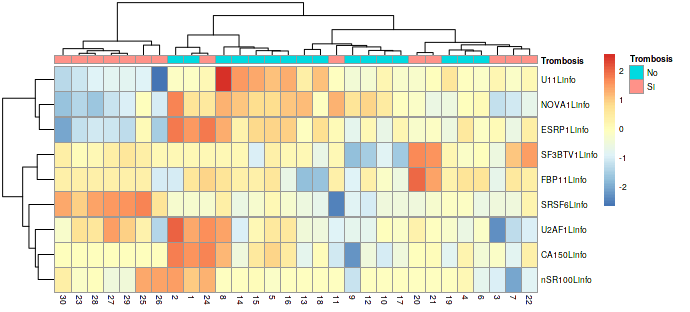 Trombosis
U11Linfo
NOVA1Linfo
ESRP1Linfo
SF3BTV1Linfo
FBP11Linfo
SRSF6Linfo
U2AF1Linfo
CA150Linfo
nSR100Linfo
30 23 28 27 29 25 26 2 1 24 8 14 15 5 16 13 18 11 9 12 10 17 20 21 19 4 6 3 7 22
2
1
0
-1
-2
Trombosis
No
SI